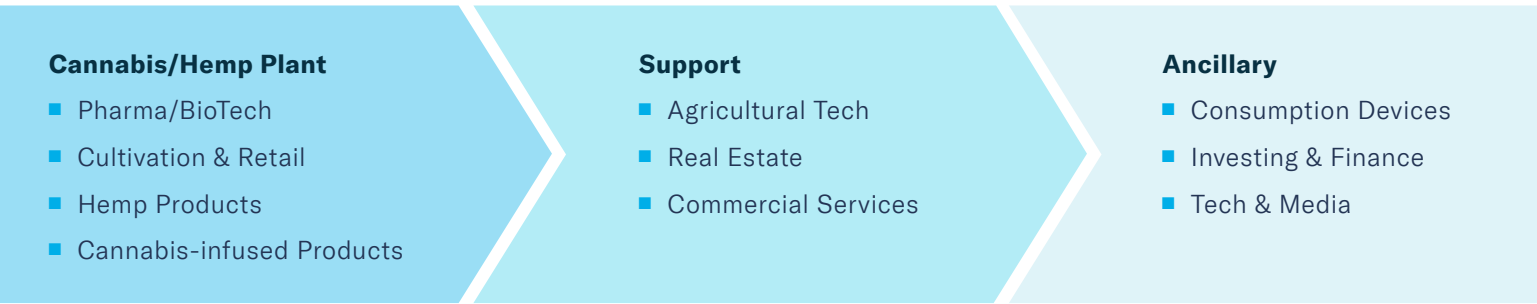 Cannabis/Hemp Plant
Pharma/BioTech
Cultivation & Retail
Hemp Products
Cannabis-infused Products
Support
Agricultural Tech
Real Estate
Commercial Services
Ancillary
Consumption Devices
Investing & Finance
Tech & Media